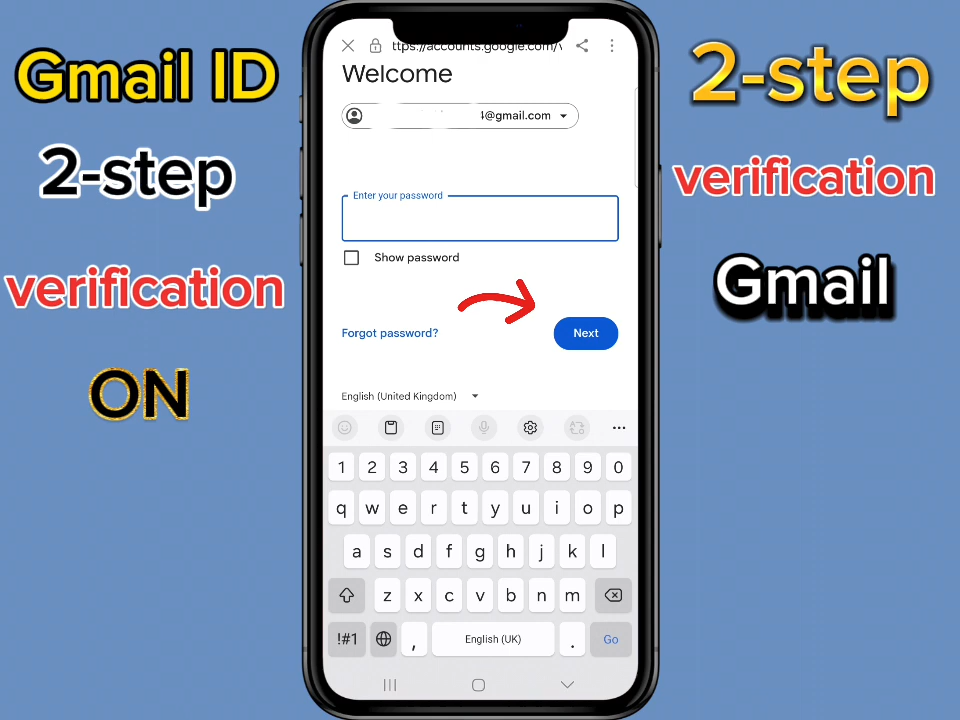 Gmail ID
2-step
verification
ON
2-step
verification
Gmail
ttps://accounts.google.com/
Welcome
4@gmail.com
Enter your password
Show password
Forgot password?
Next
English (United Kingdom)
1 2 3 4 5 6 7 8 9 0
q w e r t y u i o p
a s d f g h j k l
z x c v b n m
!#1 , English (UK) . Go